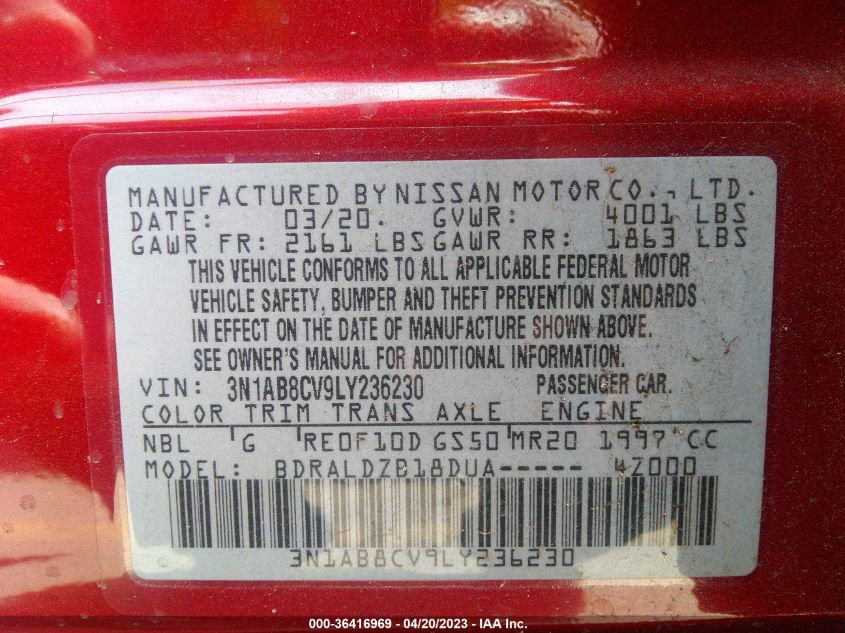 MANUFACTURED BY NISSAN MOTOR CO., LTD.
DATE: 03/20. GVWR: 4001 LBS
GAWR FR: 2161 LBS GAWR RR: 1863 LBS
THIS VEHICLE CONFORMS TO ALL APPLICABLE FEDERAL MOTOR
VEHICLE SAFETY, BUMPER AND THEFT PREVENTION STANDARDS
IN EFFECT ON THE DATE OF MANUFACTURE SHOWN ABOVE.
SEE OWNER'S MANUAL FOR ADDITIONAL INFORMATION.
VIN: 3N1AB8CV9LY236230 PASSENGER CAR.
COLOR TRIM TRANS AXLE ENGINE
NBL G RE0F10D GS50 MR20 1997 CC
MODEL: BDRALDZB18DUA----- 4Z000
3N1AB8CV9LY236230
000-36416969 - 04/20/2023 - IAA Inc.